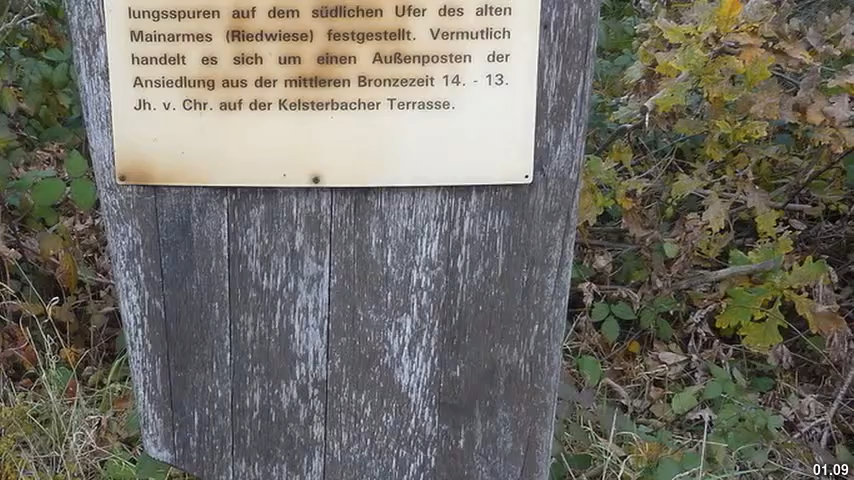 lungsspuren auf dem südlichen Ufer des alten
Mainarmes (Riedwiese) festgestellt. Vermutlich
handelt es sich um einen Außenposten der
Ansiedlung aus der mittleren Bronzezeit 14. - 13.
Jh. v. Chr. auf der Kelsterbacher Terrasse.
01.09